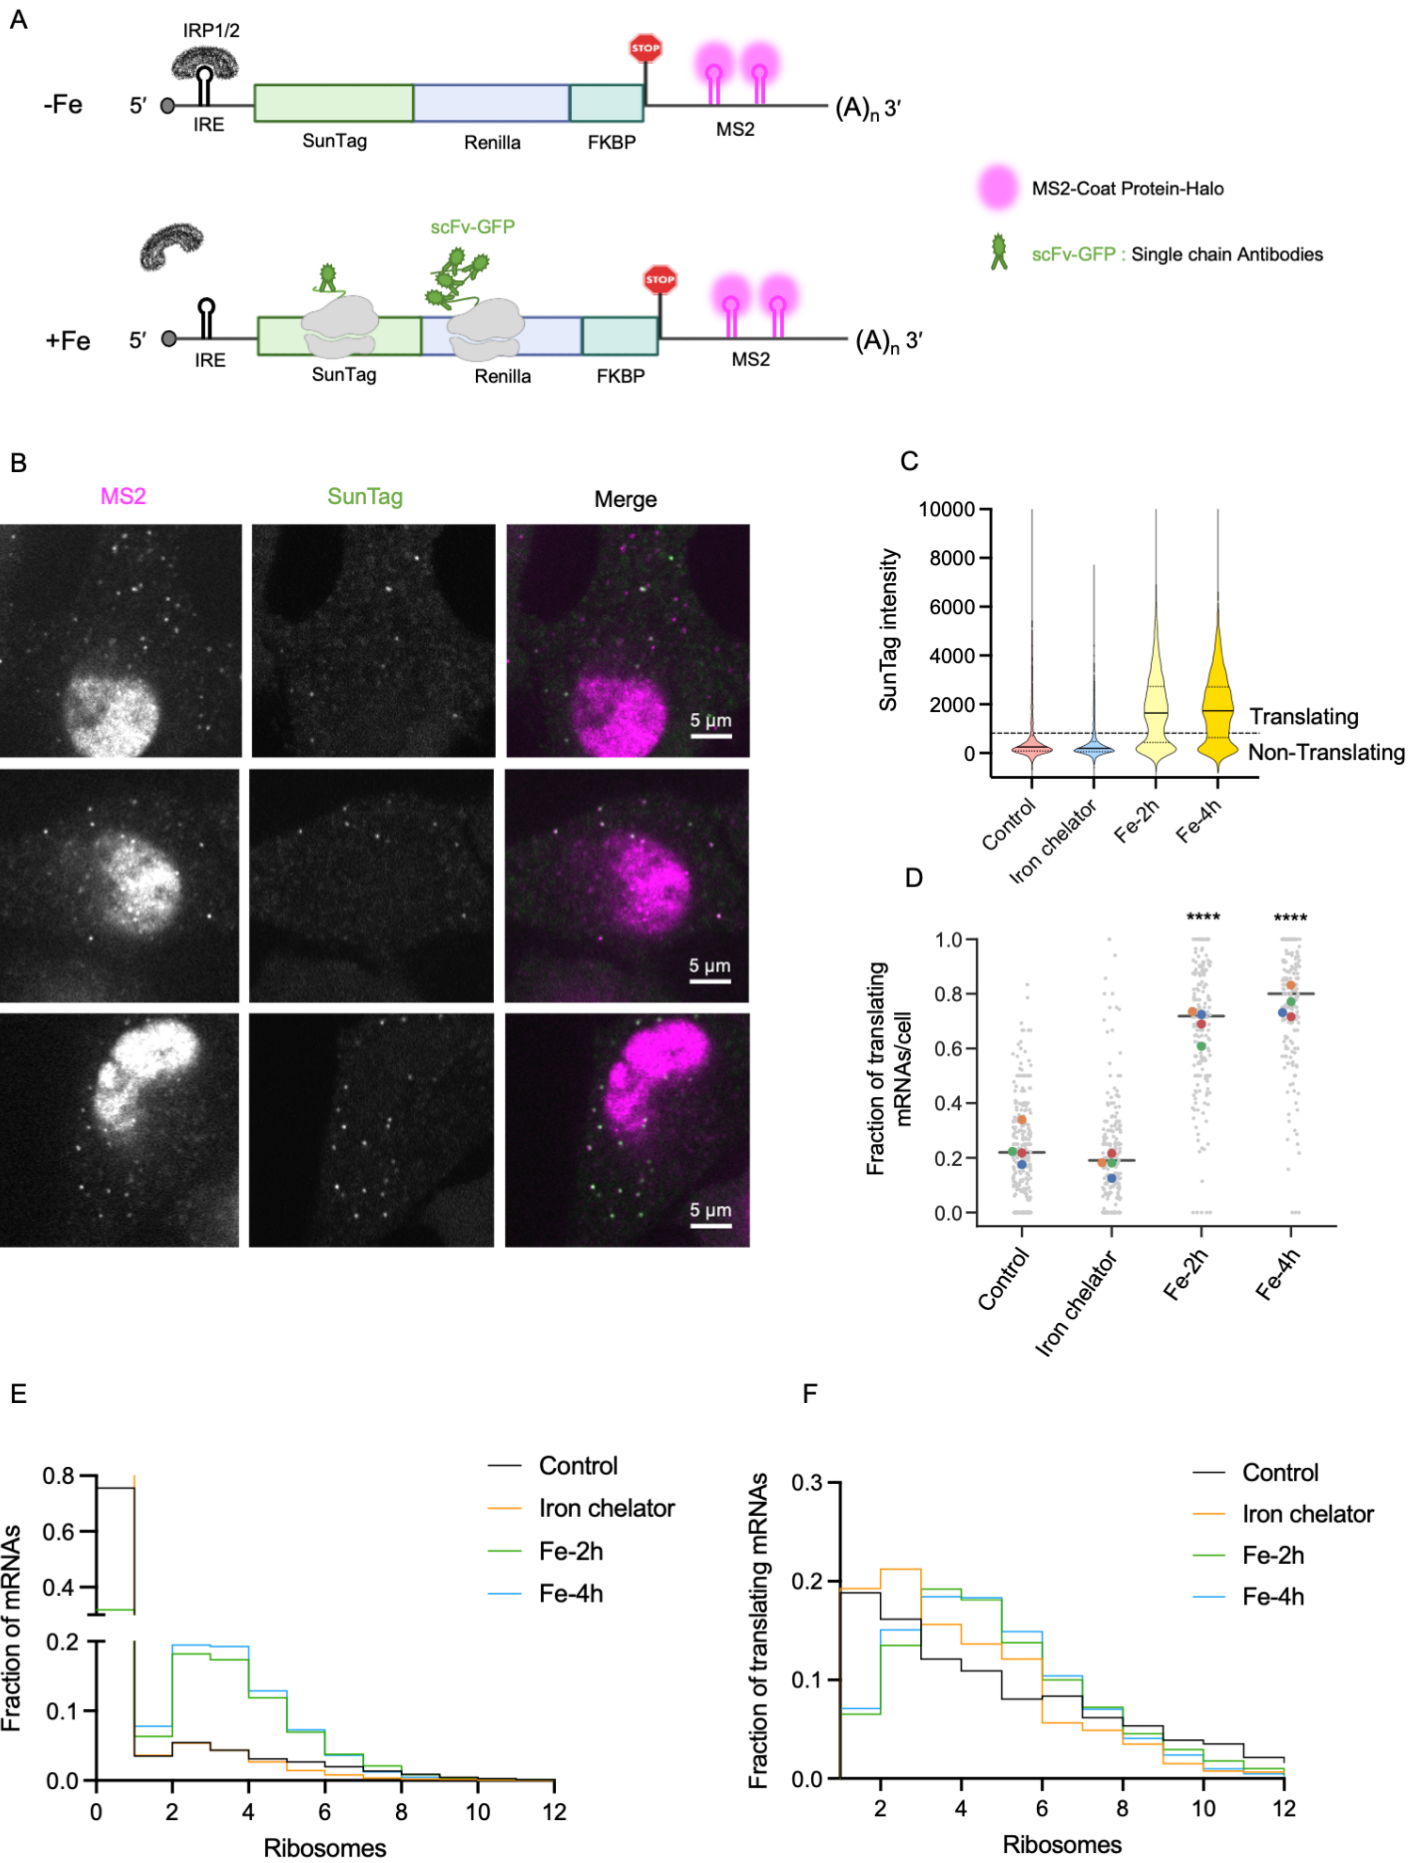 A
IRP1/2
STOP
-Fe
5′
IRE
SunTag
Renilla
FKBP
MS2
(A)n 3′
MS2-Coat Protein-Halo
scFv-GFP : Single chain Antibodies
scFv-GFP
STOP
+Fe
5′
IRE
SunTag
Renilla
FKBP
MS2
(A)n 3′
B
MS2
SunTag
Merge
5 µm
5 µm
5 µm
C
SunTag intensity
10000
8000
6000
4000
2000
0
Translating
Non-Translating
Control
Iron chelator
Fe-2h
Fe-4h
D
Fraction of translating
mRNAs/cell
1.0
0.8
0.6
0.4
0.2
0.0
****
****
Control
Iron chelator
Fe-2h
Fe-4h
E
Fraction of mRNAs
0.8
0.6
0.4
0.2
0.1
0.0
0 2 4 6 8 10 12
Ribosomes
Control
Iron chelator
Fe-2h
Fe-4h
F
Fraction of translating mRNAs
0.3
0.2
0.1
0.0
2 4 6 8 10 12
Ribosomes
Control
Iron chelator
Fe-2h
Fe-4h